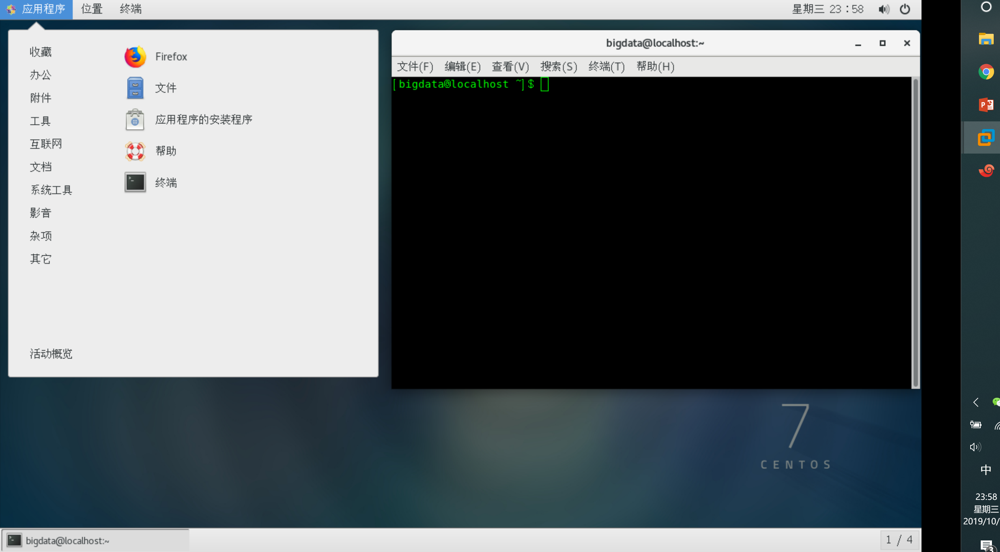 应用程序 位置 终端 星期三 23：58
收藏
办公
附件
工具
互联网
文档
系统工具
影音
杂项
其它
活动概览
Firefox
文件
应用程序的安装程序
帮助
终端
bigdata@localhost:~
文件(F) 编辑(E) 查看(V) 搜索(S) 终端(T) 帮助(H)
[bigdata@localhost ~]$
7
CENTOS
bigdata@localhost:~
1 / 4
P
中
23:58
星期三
2019/10/
3